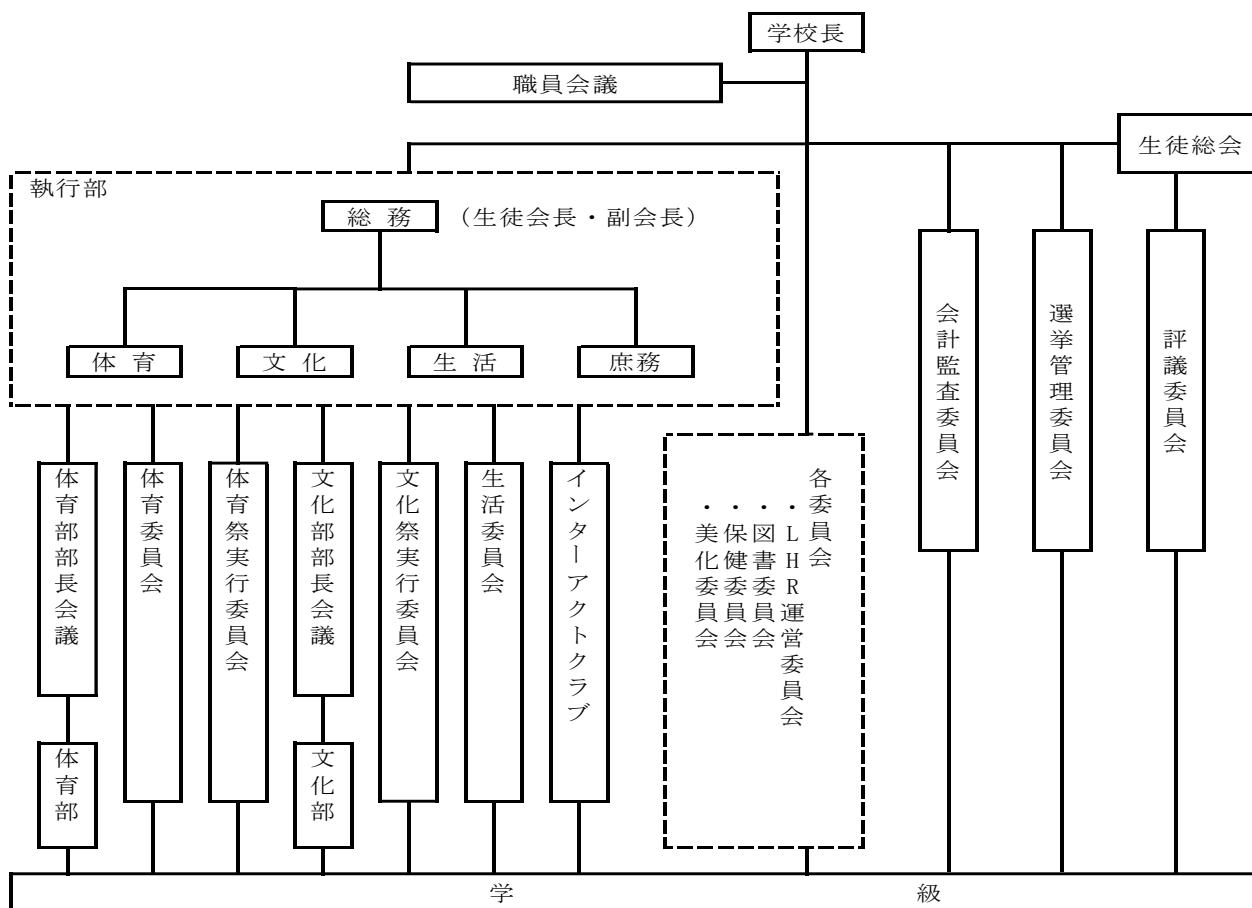 学校長
職員会議
生徒総会
執行部
総務 (生徒会長・副会長)
体育
文化
生活
庶務
会計監査委員会
選挙管理委員会
評議委員会
体育部部長会議
体育委員会
体育祭実行委員会
文化部部長会議
文化祭実行委員会
生活委員会
インターアクトクラブ
各委員会
・LHR運営委員会
・図書委員会
・保健委員会
・美化委員会
体育部
文化部
学級